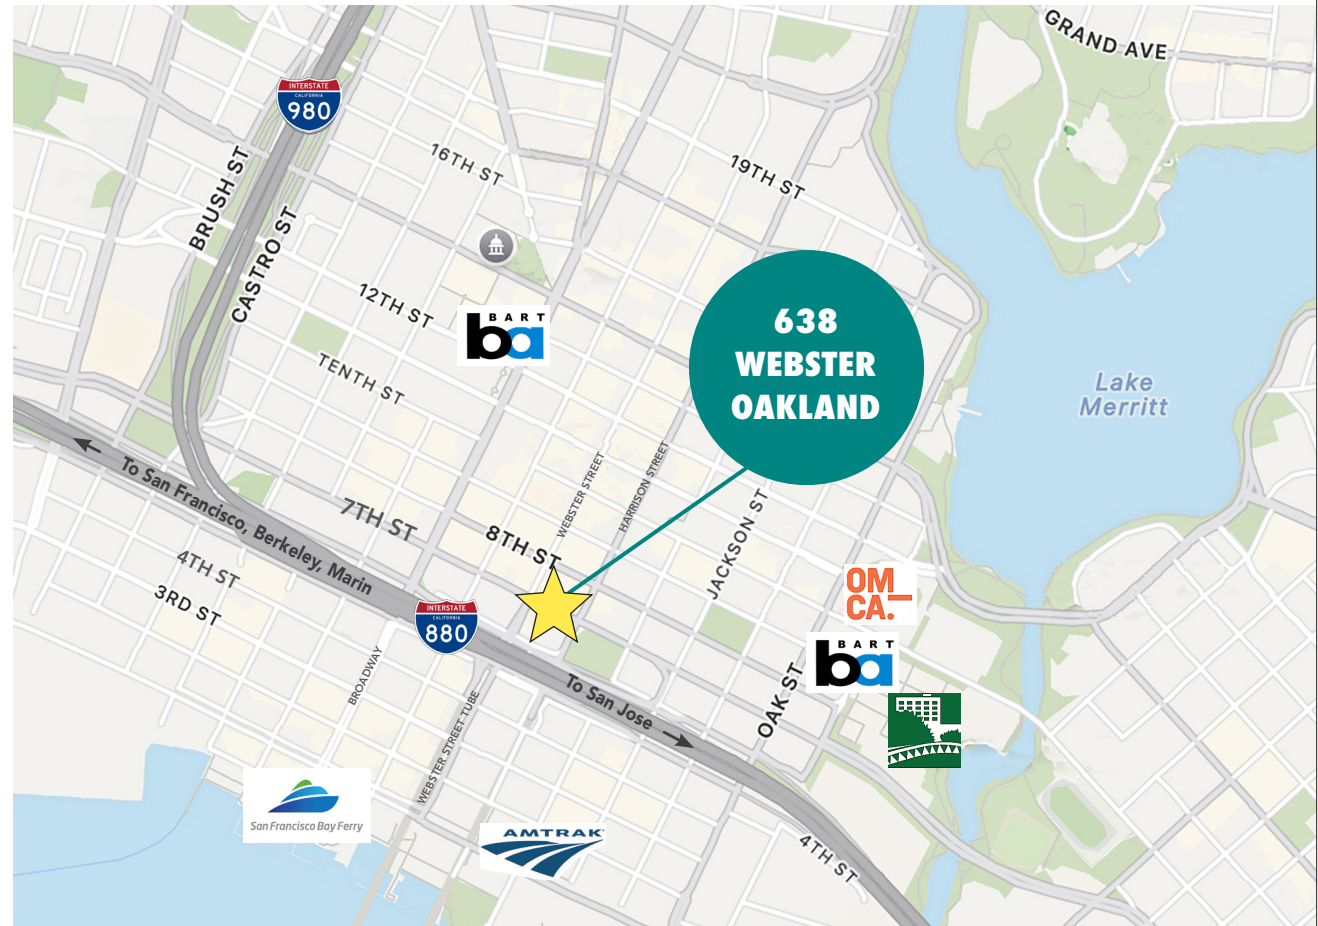 GRAND AVE
INTERSTATE
CALIFORNIA
980
16TH ST
19TH ST
BRUSH ST
CASTRO ST
12TH ST
BART
ba
638
WEBSTER
OAKLAND
TENTH ST
Lake
Merritt
To San Francisco, Berkeley, Marin
7TH ST
8TH ST
WEBSTER STREET
HARRISON STREET
JACKSON ST
4TH ST
3RD ST
INTERSTATE
CALIFORNIA
880
OM
CA.
BART
ba
OAK ST
BROADWAY
To San Jose
WEBSTER STREET TUBE
San Francisco Bay Ferry
AMTRAK
4TH ST